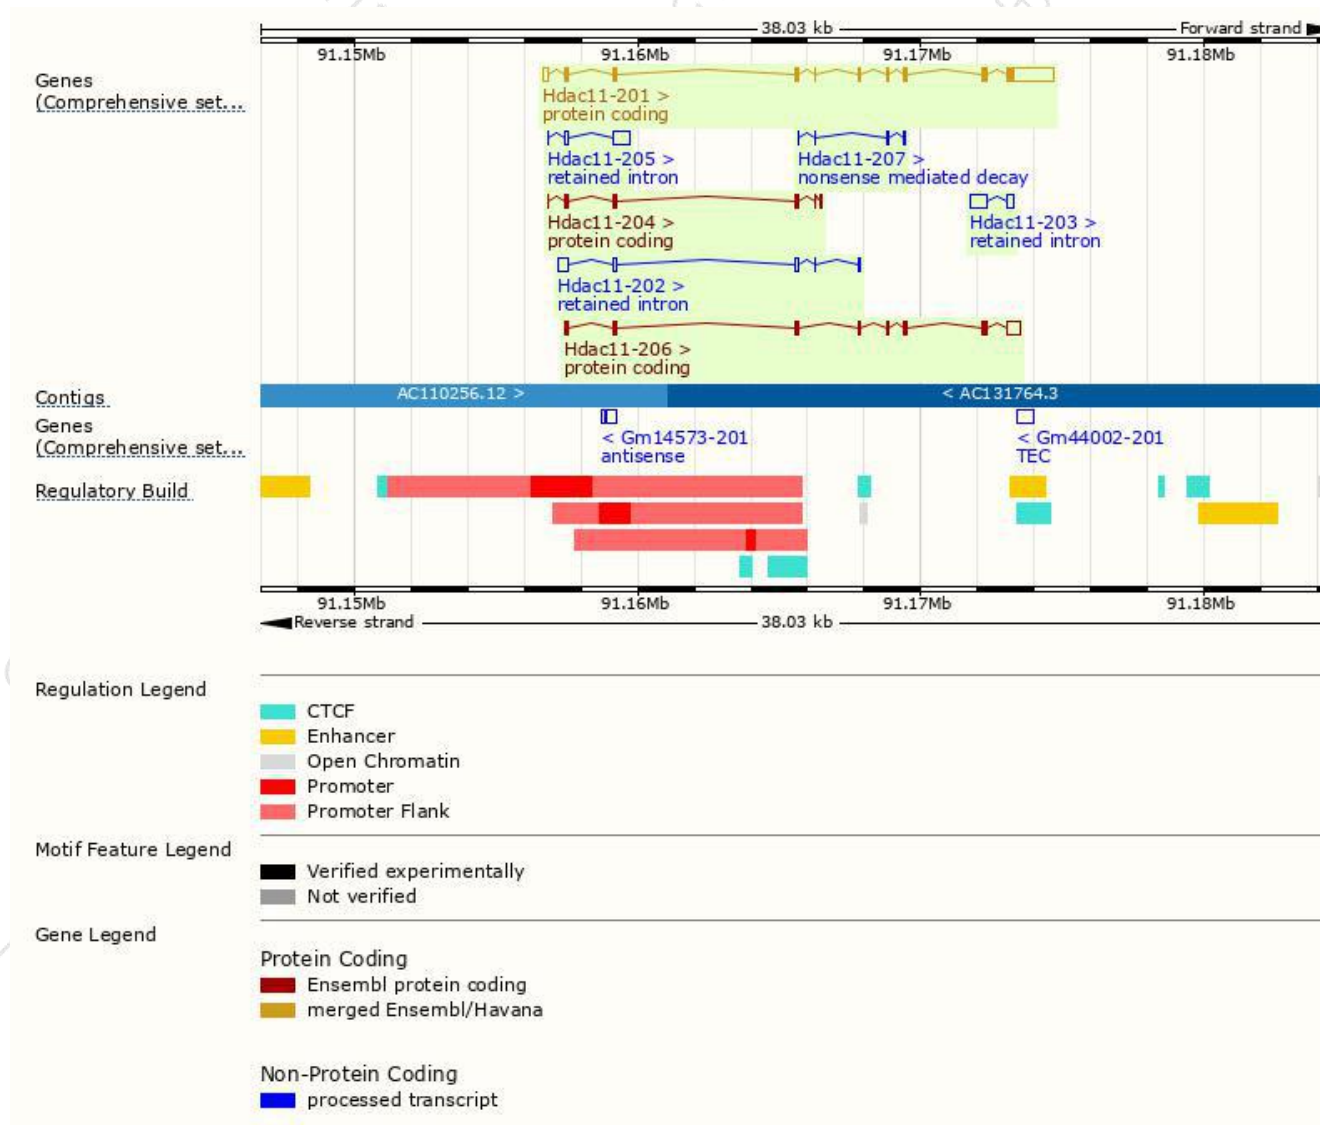 38.03 kb
Forward strand
91.15Mb 91.16Mb 91.17Mb 91.18Mb
Genes
(Comprehensive set...
Hdac11-201 >
protein coding
Hdac11-205 >
retained intron
Hdac11-207 >
nonsense mediated decay
Hdac11-204 >
protein coding
Hdac11-203 >
retained intron
Hdac11-202 >
retained intron
Hdac11-206 >
protein coding
Contigs
AC110256.12 >
< AC131764.3
Genes
(Comprehensive set...
< Gm14573-201
antisense
< Gm44002-201
TEC
Regulatory Build
91.15Mb 91.16Mb 91.17Mb 91.18Mb
Reverse strand
38.03 kb
Regulation Legend
CTCF
Enhancer
Open Chromatin
Promoter
Promoter Flank
Motif Feature Legend
Verified experimentally
Not verified
Gene Legend
Protein Coding
Ensembl protein coding
merged Ensembl/Havana
Non-Protein Coding
processed transcript